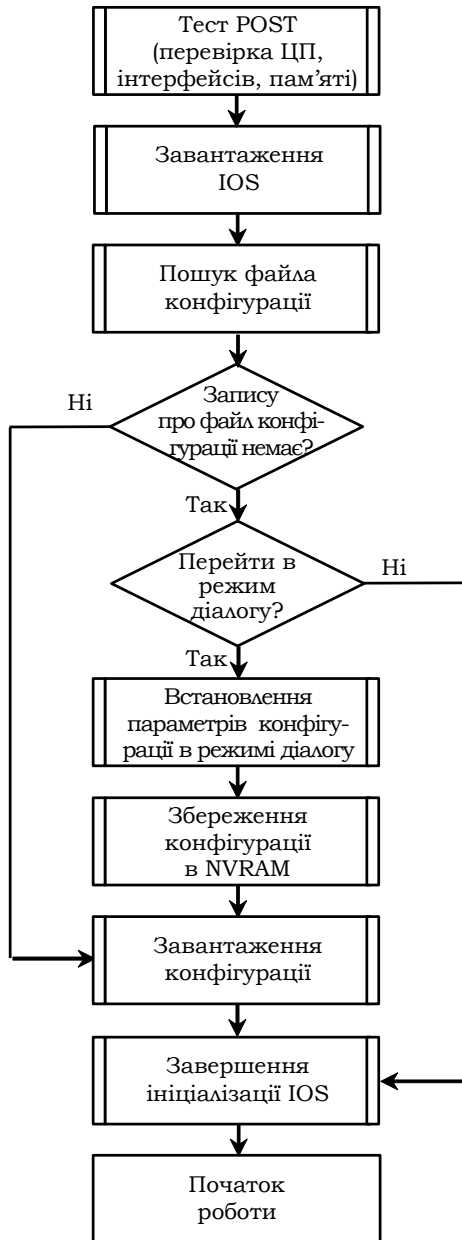 Тест POST
(перевірка ЦП,
інтерфейсів, пам’яті)
Завантаження
IOS
Пошук файла
конфігурації
Ні
Запису
про файл конфі-
гурації немає?
Так
Перейти в
режим
діалогу?
Ні
Так
Встановлення
параметрів конфігу-
рації в режимі діалогу
Збереження
конфігурації
в NVRAM
Завантаження
конфігурації
Завершення
ініціалізації IOS
Початок
роботи